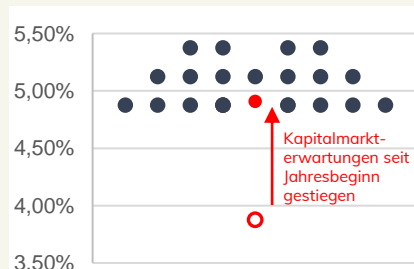 5,50%
5,00%
4,50%
4,00%
3,50%
Kapitalmarkt-
erwartungen seit
Jahresbeginn
gestiegen